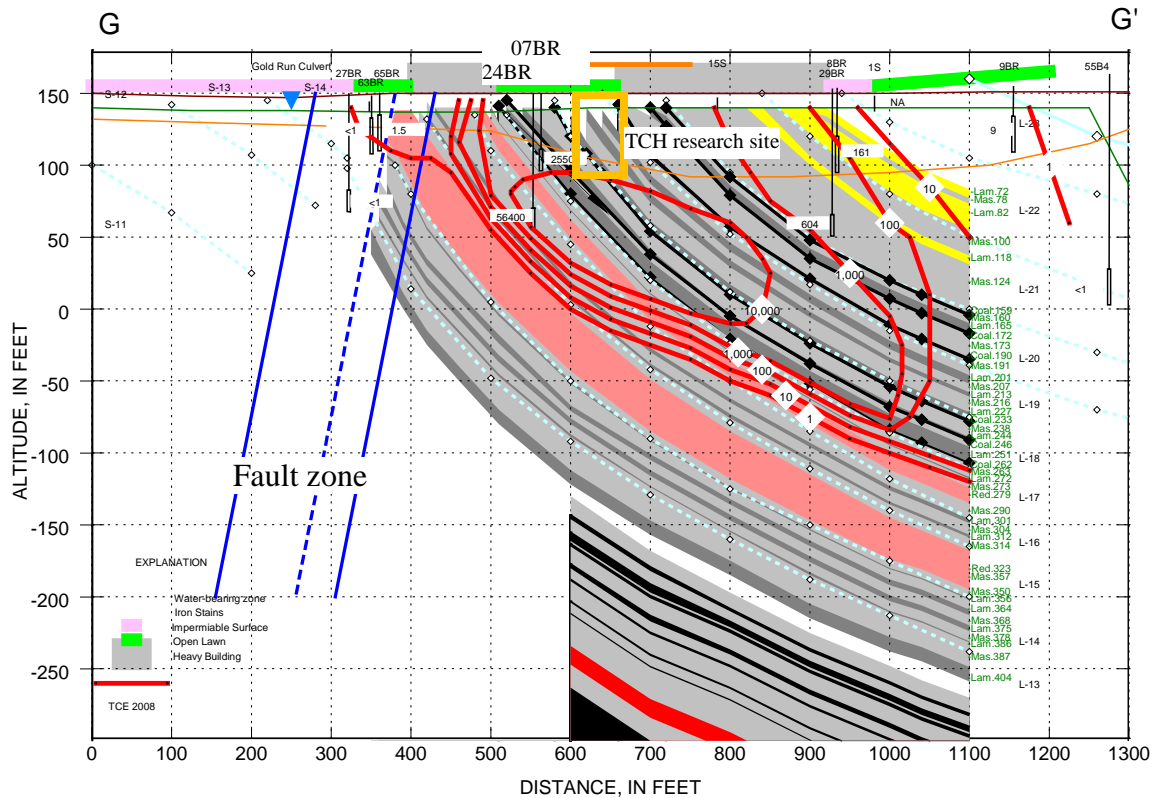 G
G'
07BR
24BR
Gold Run Culvert
27BR
65BR
63BR
15S
8BR
29BR
1S
9BR
55B4
S-12
S-13
S-14
NA
<1
1.5
2550
TCH research site
161
9
L-23
10
<1
56400
100
604
1,000
10,000
1,000
100
10
1
<1
S-11
Lam.72
Mas.78
Lam.82
Mas.100
Lam.118
Mas.124
Coal.159
Mas.160
Lam.165
Coal.172
Mas.173
Coal.190
Mas.191
Lam.201
Mas.207
Lam.213
Mas.216
Lam.227
Coal.233
Mas.238
Lam.244
Coal.246
Lam.251
Coal.262
Mas.263
Lam.272
Mas.273
Red.279
Mas.290
Lam.301
Mas.304
Lam.312
Mas.314
Red.323
Mas.357
Mas.350
Lam.356
Lam.364
Mas.368
Lam.375
Mas.378
Lam.386
Mas.387
Lam.404
L-22
L-21
L-20
L-19
L-18
L-17
L-16
L-15
L-14
L-13
Fault zone
EXPLANATION
Water-bearing zone
Iron Stains
Impermiable Surface
Open Lawn
Heavy Building
TCE 2008
ALTITUDE, IN FEET
150
100
50
0
-50
-100
-150
-200
-250
0 100 200 300 400 500 600 700 800 900 1000 1100 1200 1300
DISTANCE, IN FEET